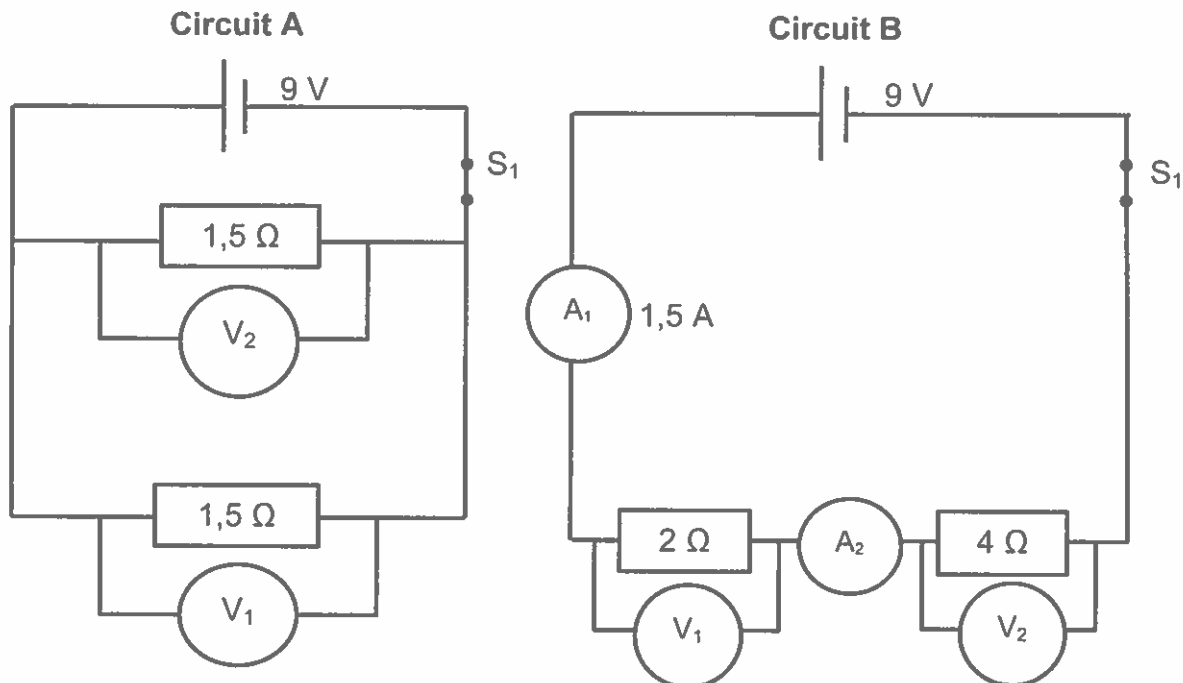 Circuit A
9 V
S₁
1,5 Ω
V₂
1,5 Ω
V₁
Circuit B
9 V
S₁
A₁ 1,5 A
2 Ω
A₂
4 Ω
V₁
V₂